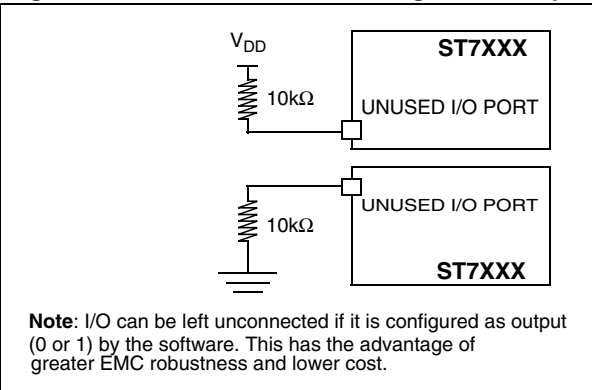 V_DD
ST7XXX
10kΩ
UNUSED I/O PORT
UNUSED I/O PORT
10kΩ
ST7XXX
Note: I/O can be left unconnected if it is configured as output
(0 or 1) by the software. This has the advantage of
greater EMC robustness and lower cost.